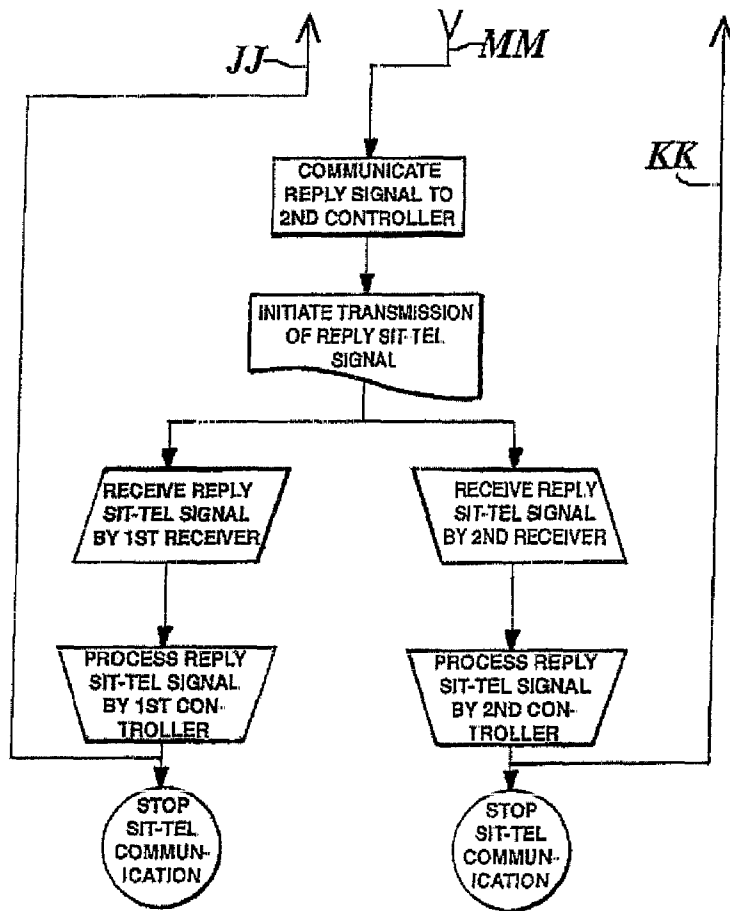 JJ
MM
KK
COMMUNICATE
REPLY SIGNAL TO
2ND CONTROLLER
INITIATE TRANSMISSION
OF REPLY SIT-TEL
SIGNAL
RECEIVE REPLY
SIT-TEL SIGNAL
BY 1ST RECEIVER
RECEIVE REPLY
SIT-TEL SIGNAL
BY 2ND RECEIVER
PROCESS REPLY
SIT-TEL SIGNAL
BY 1ST CON-
TROLLER
PROCESS REPLY
SIT-TEL SIGNAL
BY 2ND CON-
TROLLER
STOP
SIT-TEL
COMMUN-
ICATION
STOP
SIT-TEL
COMMUN-
ICATION